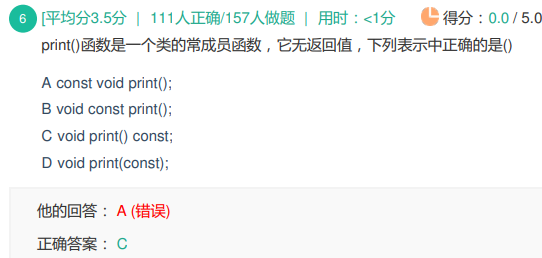 6 [平均分3.5分 | 111人正确/157人做题 | 用时：<1分 得分：0.0 / 5.0
print()函数是一个类的常成员函数，它无返回值，下列表示中正确的是()
A const void print();
B void const print();
C void print() const;
D void print(const);
他的回答： A (错误)
正确答案： C